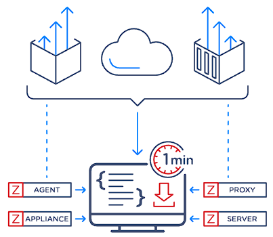 1min
Z AGENT
Z PROXY
Z APPLIANCE
Z SERVER